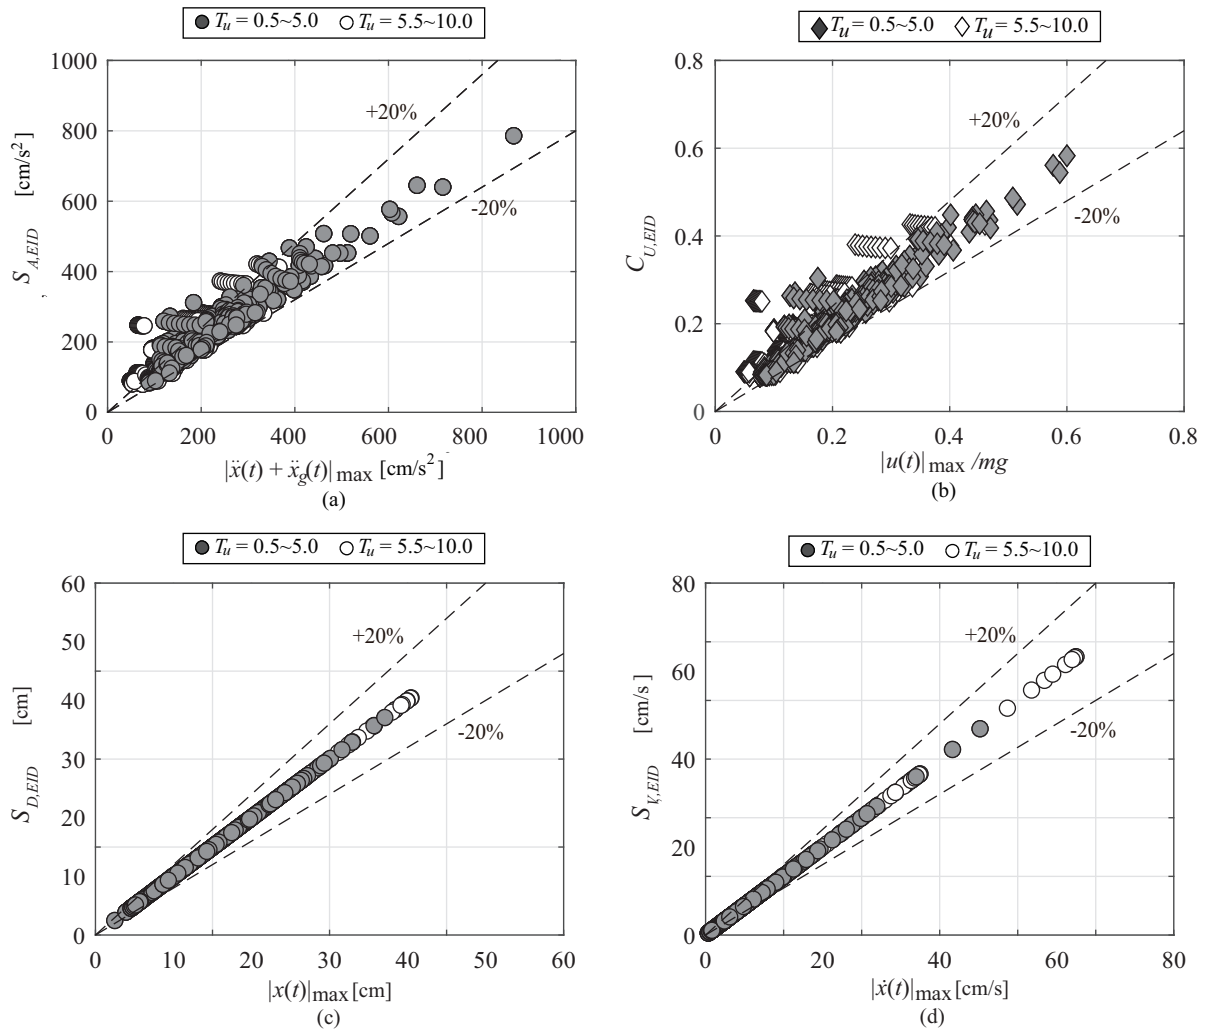 T_u = 0.5~5.0 T_u = 5.5~10.0
1000
800
600
400
200
0
S_{A,EID} [cm/s²]
+20%
-20%
0 200 400 600 800 1000
|ẍ(t) + ẍ_g(t)|max [cm/s²]
(a)
T_u = 0.5~5.0 T_u = 5.5~10.0
0.8
0.6
0.4
0.2
0
C_{U,EID}
+20%
-20%
0 0.2 0.4 0.6 0.8
|u(t)|max /mg
(b)
T_u = 0.5~5.0 T_u = 5.5~10.0
60
50
40
30
20
10
0
S_{D,EID} [cm]
+20%
-20%
0 10 20 30 40 50 60
|x(t)|max [cm]
(c)
T_u = 0.5~5.0 T_u = 5.5~10.0
80
60
40
20
0
S_{V,EID} [cm/s]
+20%
-20%
0 20 40 60 80
|ẋ(t)|max [cm/s]
(d)